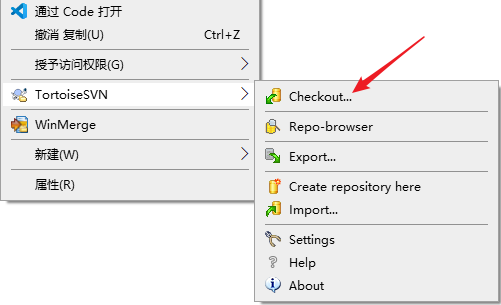 通过 Code 打开
撤消 复制(U) Ctrl+Z
授予访问权限(G)
TortoiseSVN
WinMerge
新建(W)
属性(R)
Checkout...
Repo-browser
Export...
Create repository here
Import...
Settings
Help
About